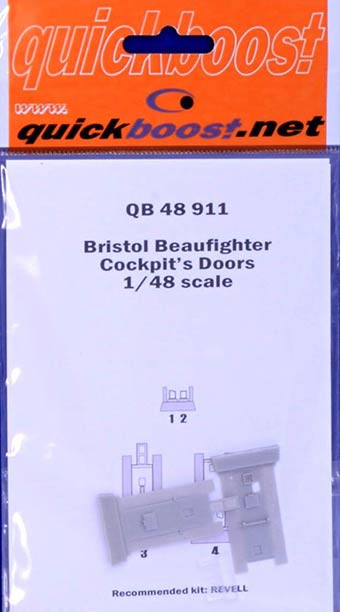 quickboost
www.
quickboost.net
QB 48 911
Bristol Beaufighter
Cockpit's Doors
1/48 scale
1 2
3 4
Recommended kit: REVELL